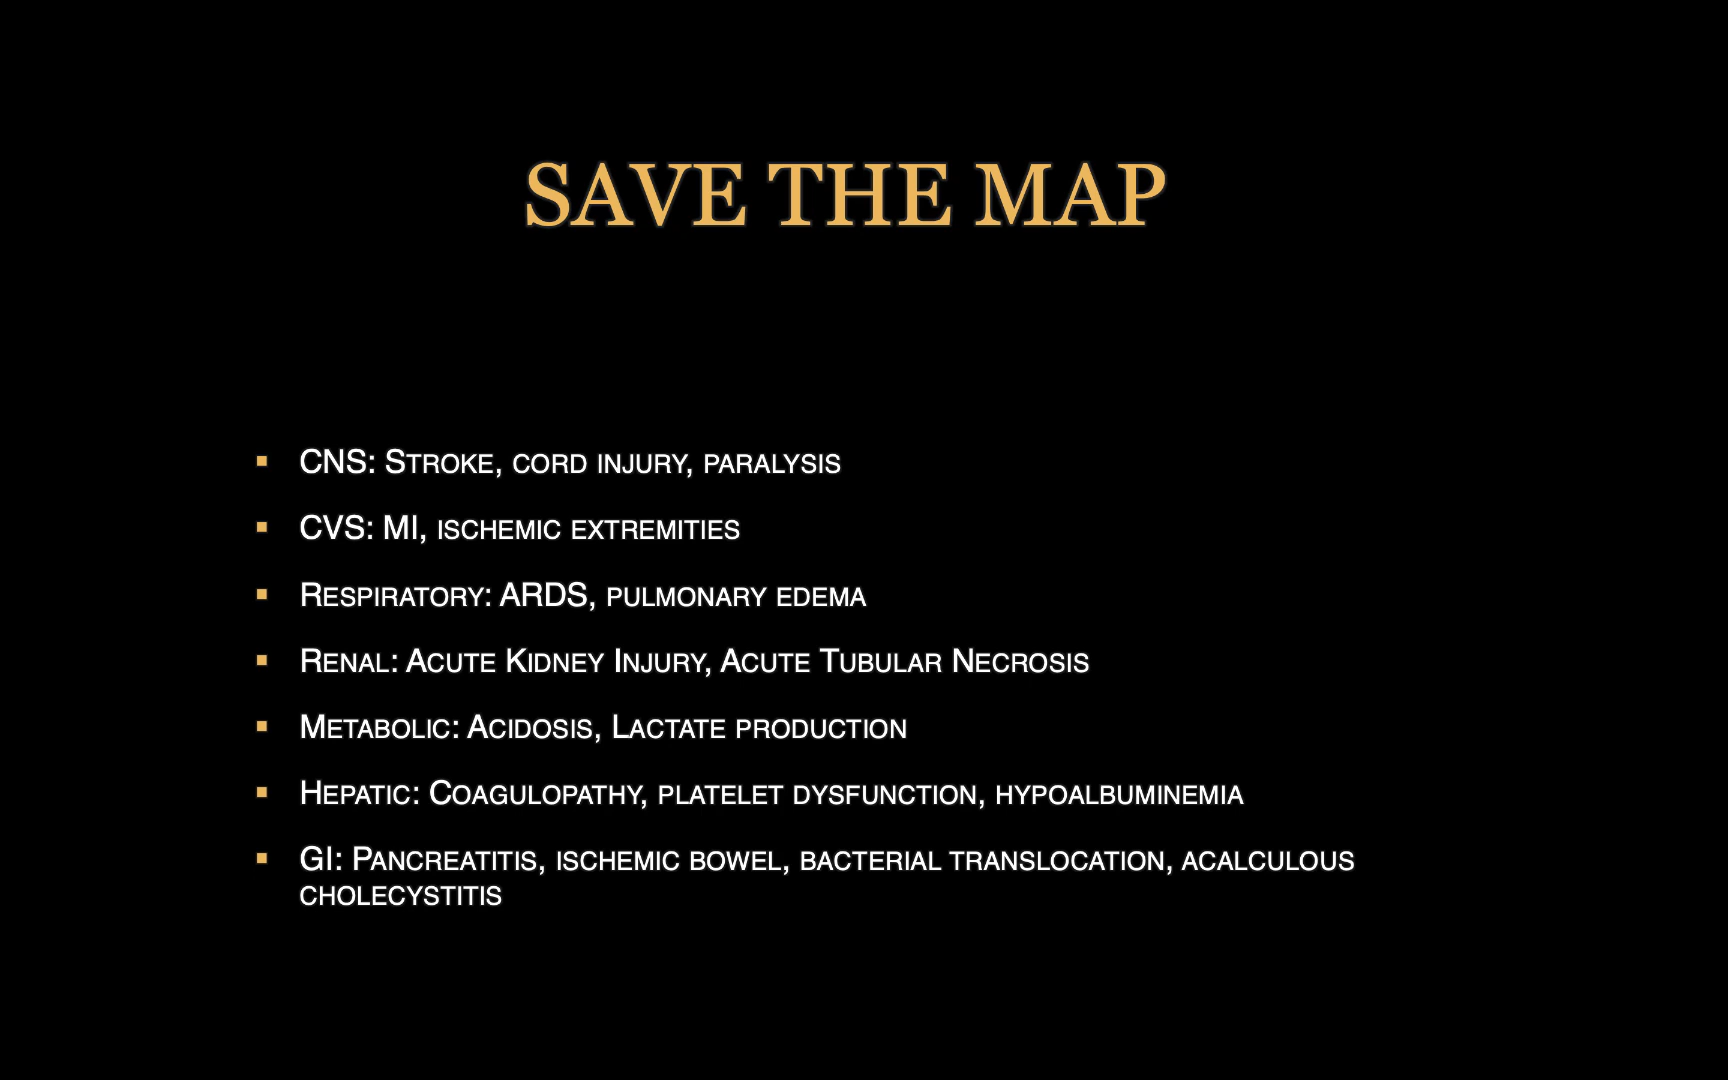 SAVE THE MAP
▪ CNS: Stroke, cord injury, paralysis
▪ CVS: MI, ischemic extremities
▪ Respiratory: ARDS, pulmonary edema
▪ Renal: Acute Kidney Injury, Acute Tubular Necrosis
▪ Metabolic: Acidosis, Lactate production
▪ Hepatic: Coagulopathy, platelet dysfunction, hypoalbuminemia
▪ GI: Pancreatitis, ischemic bowel, bacterial translocation, acalculous
cholecystitis